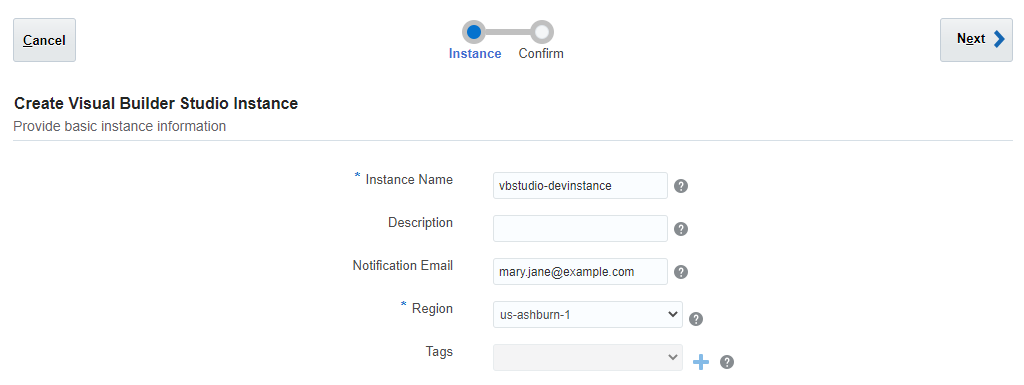 Cancel
Instance Confirm
Next
Create Visual Builder Studio Instance
Provide basic instance information
* Instance Name vbstudio-devinstance ?
Description ?
Notification Email mary.jane@example.com ?
* Region us-ashburn-1 ?
Tags ?